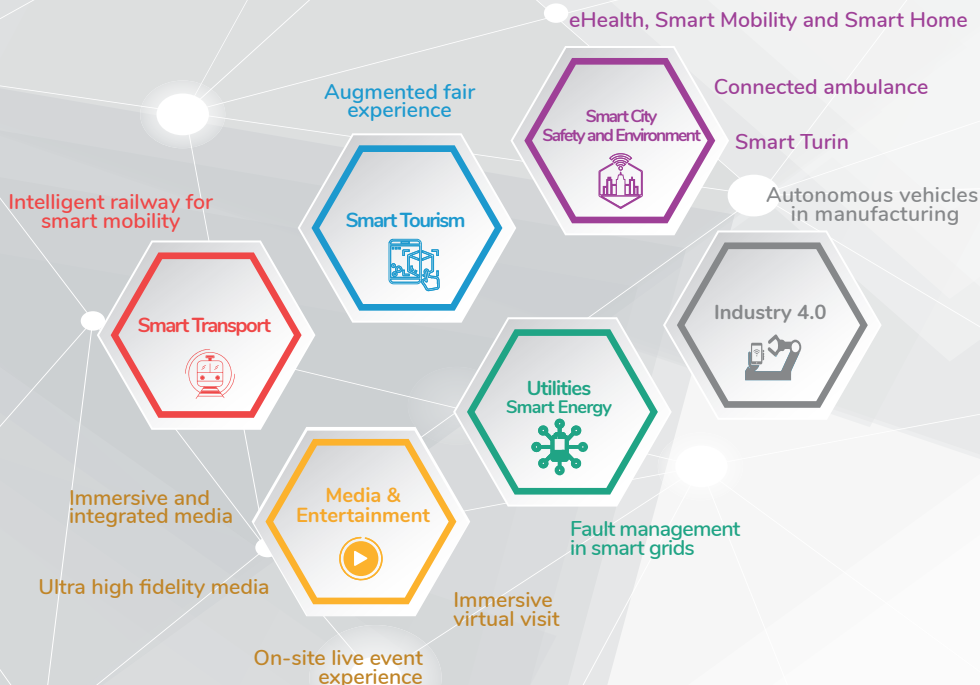 eHealth, Smart Mobility and Smart Home
Augmented fair
experience
Connected ambulance
Smart City
Safety and Environment
Smart Turin
Intelligent railway for
smart mobility
Autonomous vehicles
in manufacturing
Smart Tourism
Smart Transport
Industry 4.0
Utilities
Smart Energy
Immersive and
integrated media
Media &
Entertainment
Fault management
in smart grids
Ultra high fidelity media
Immersive
virtual visit
On-site live event
experience